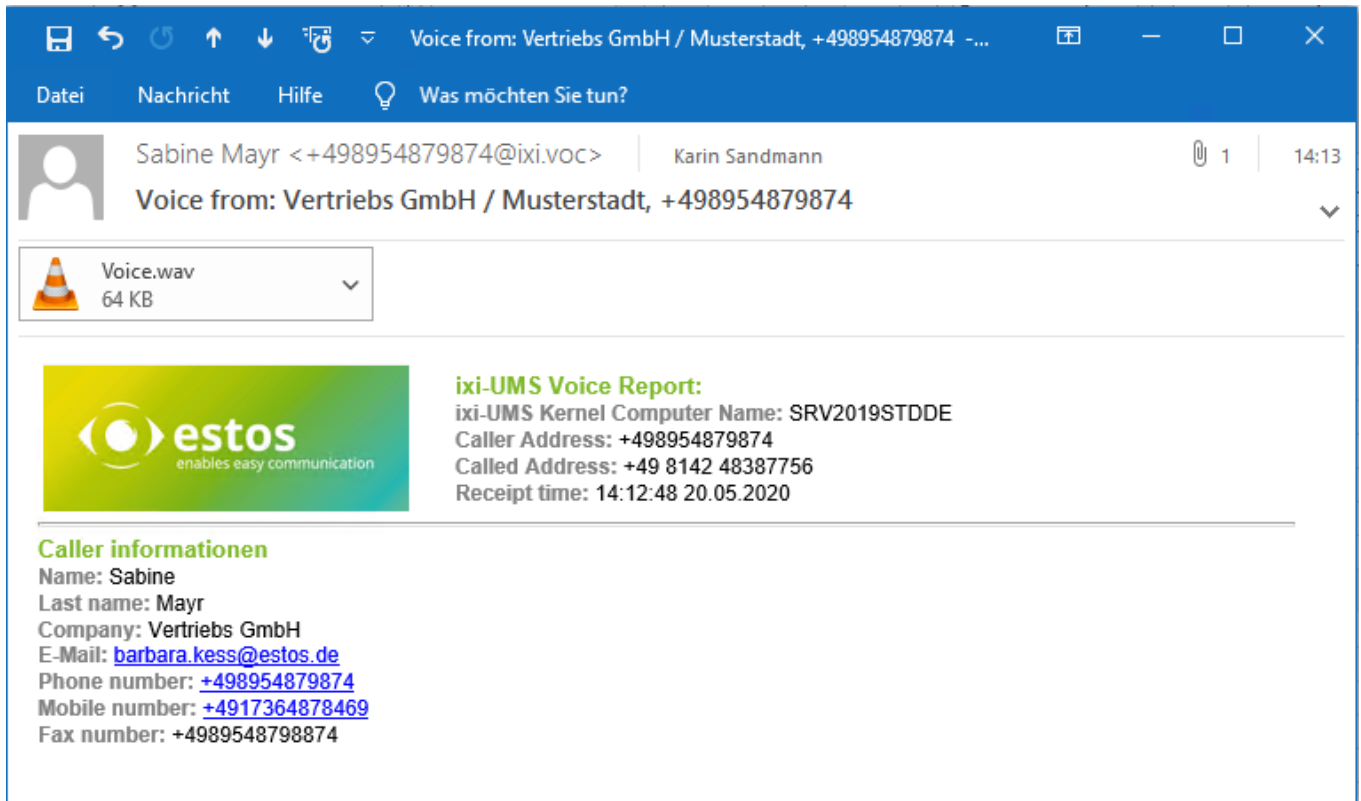 Voice from: Vertriebs GmbH / Musterstadt, +498954879874 -...
Datei Nachricht Hilfe Was möchten Sie tun?
Sabine Mayr <+498954879874@ixi.voc> Karin Sandmann 1 14:13
Voice from: Vertriebs GmbH / Musterstadt, +498954879874
Voice.wav
64 KB
estos
enables easy communication
ixi-UMS Voice Report:
ixi-UMS Kernel Computer Name: SRV2019STDDE
Caller Address: +498954879874
Called Address: +49 8142 48387756
Receipt time: 14:12:48 20.05.2020
Caller informationen
Name: Sabine
Last name: Mayr
Company: Vertriebs GmbH
E-Mail: barbara.kess@estos.de
Phone number: +498954879874
Mobile number: +4917364878469
Fax number: +4989548798874